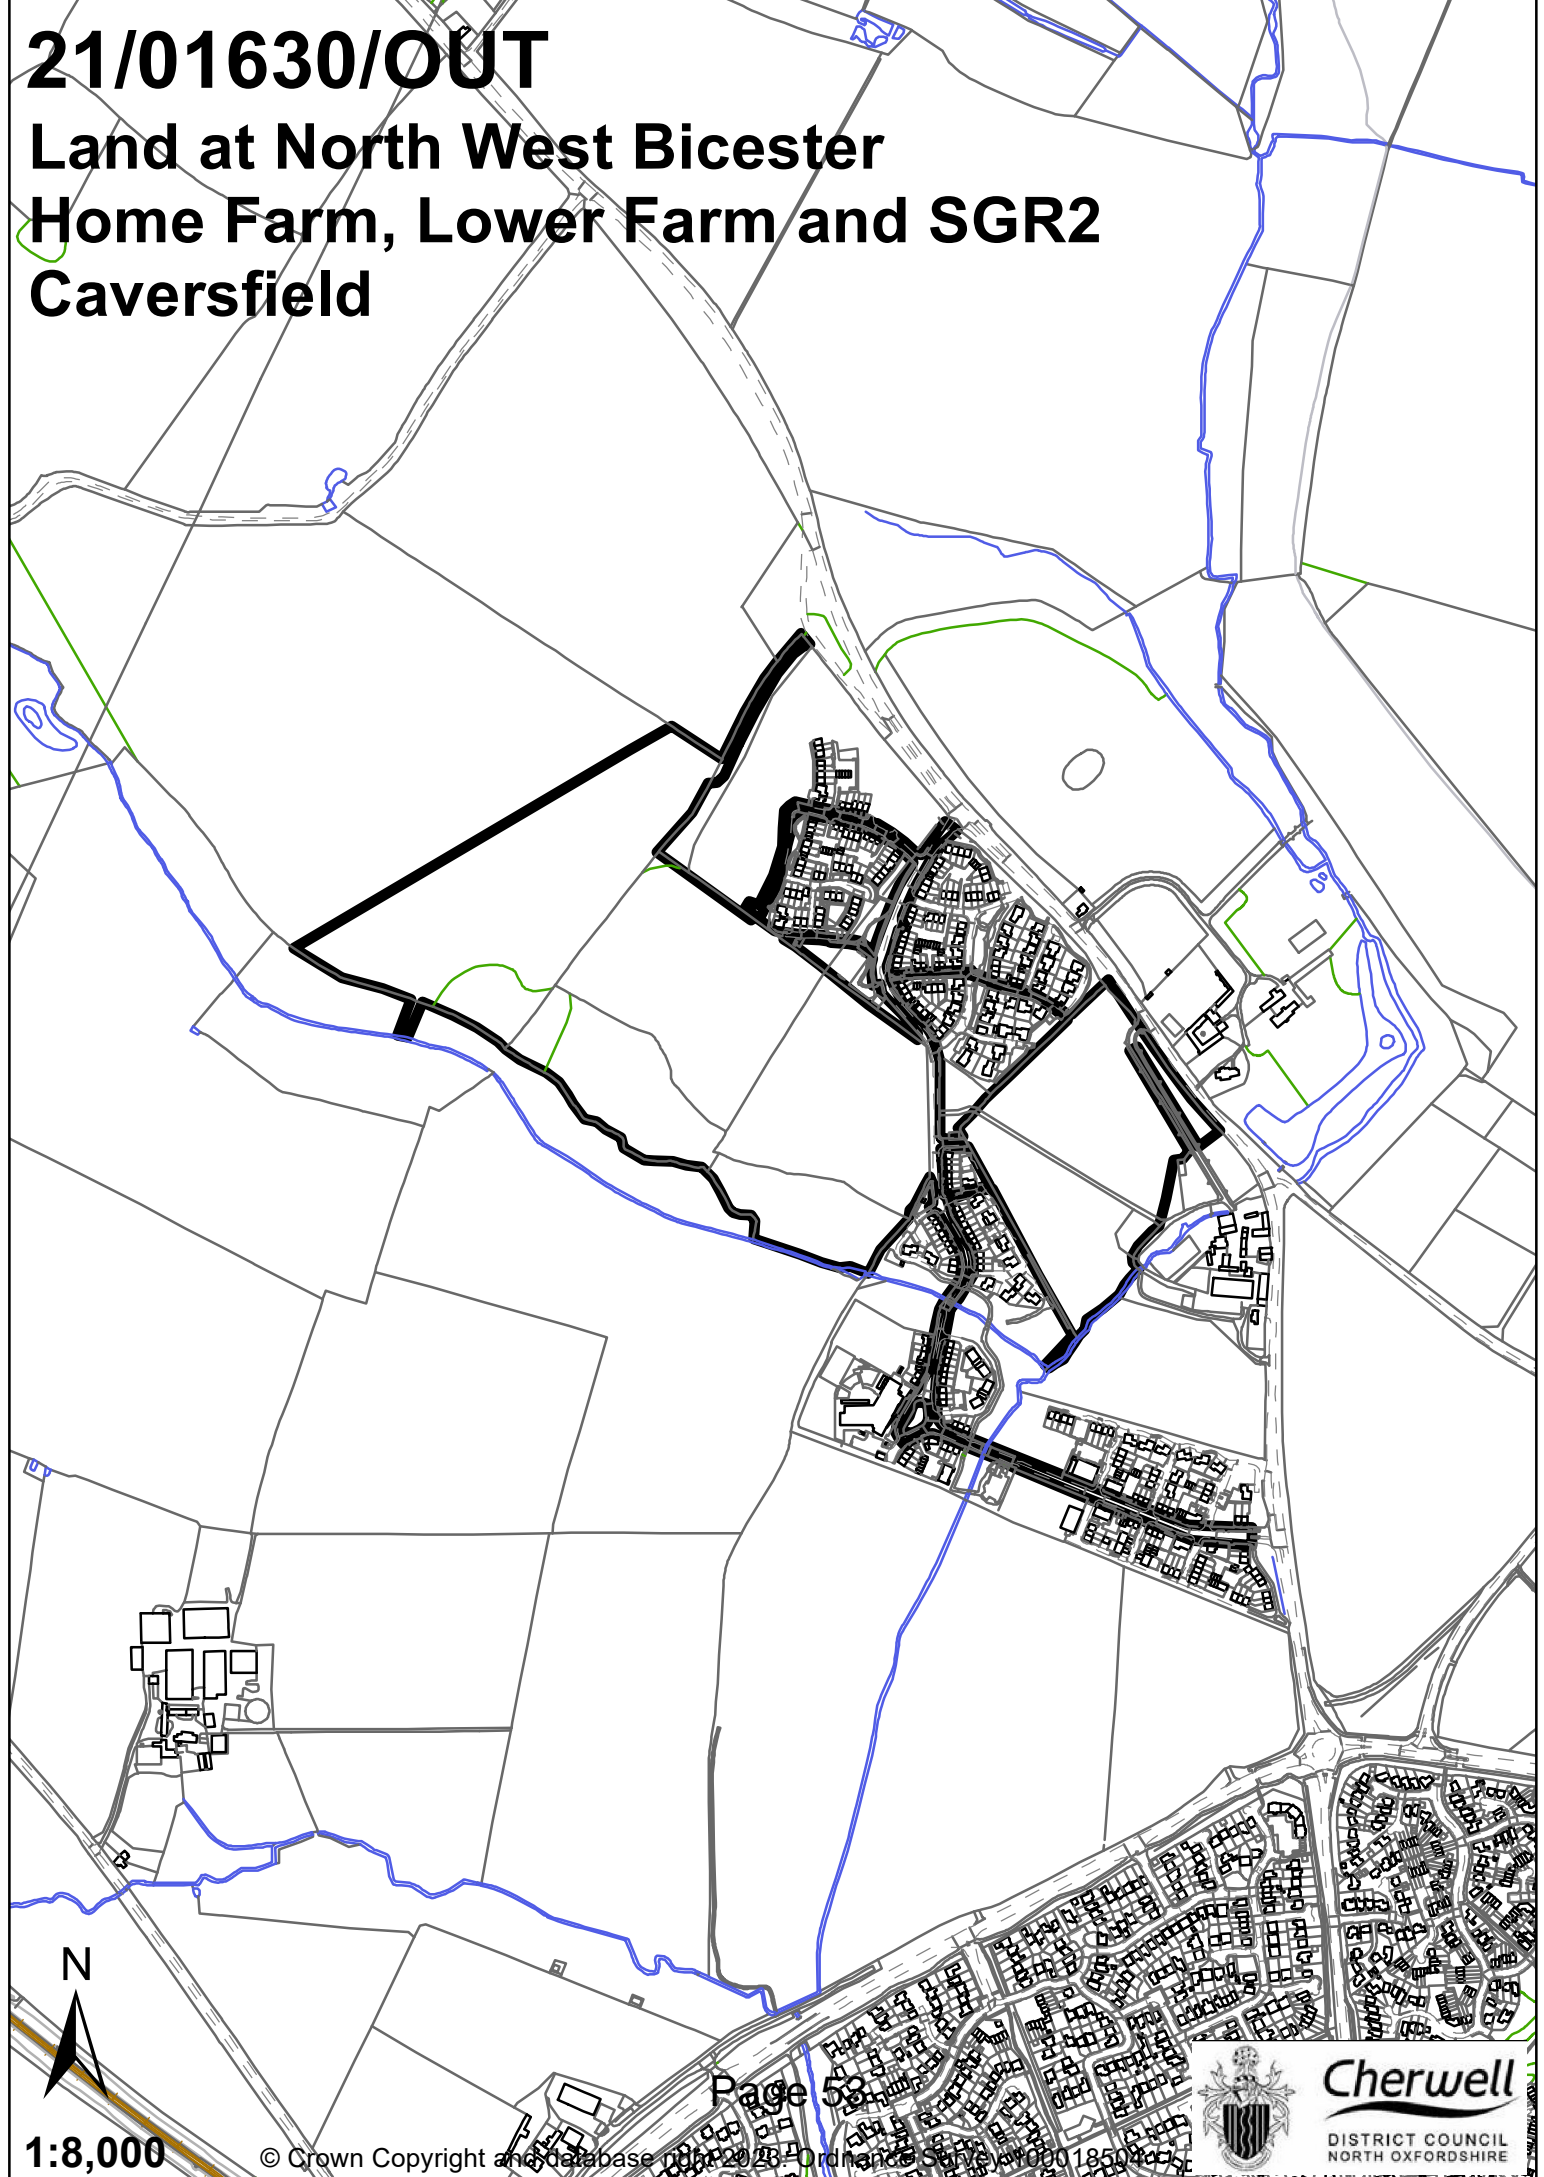 21/01630/OUT
Land at North West Bicester
Home Farm, Lower Farm and SGR2
Caversfield
N
Page 53
1:8,000
© Crown Copyright and database right 2023. Ordnance Survey 100018504
Cherwell
DISTRICT COUNCIL
NORTH OXFORDSHIRE